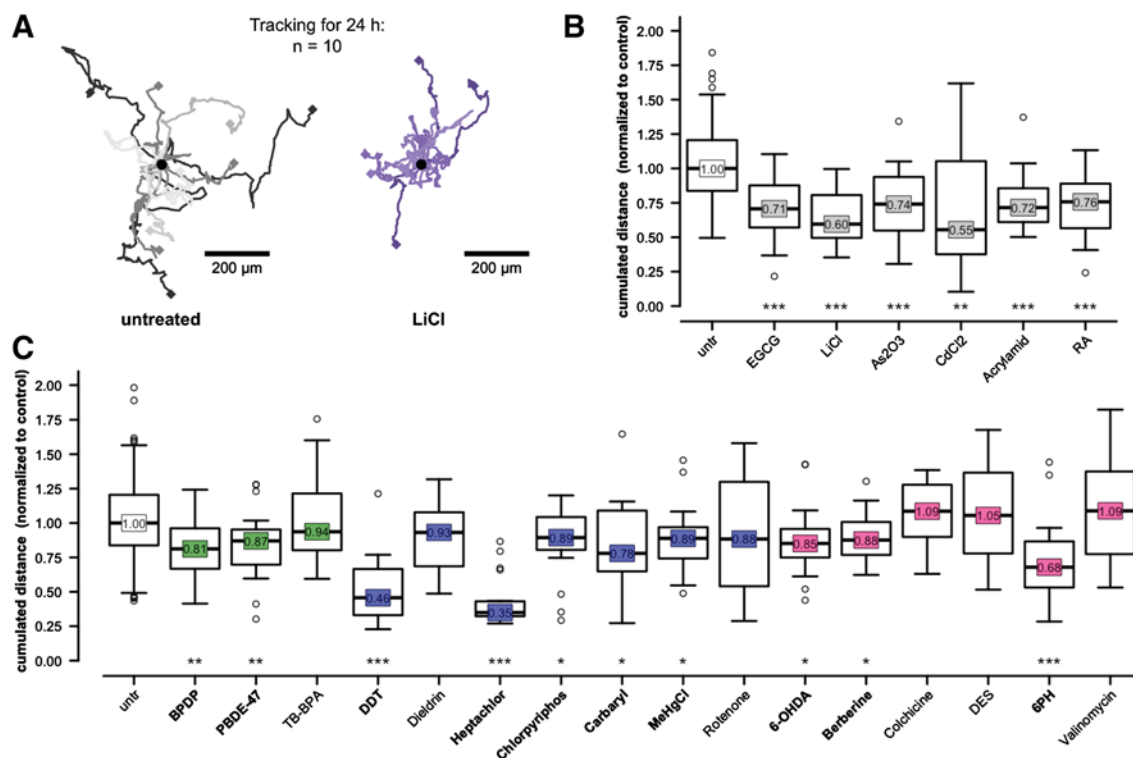 A
Tracking for 24 h:
n = 10
200 µm
200 µm
untreated
LiCl
B
cumulated distance (normalized to control)
2.00
1.75
1.50
1.25
1.00
0.75
0.50
0.25
0.00
1.00
0.71
0.60
0.74
0.55
0.72
0.76
*** *** *** ** *** ***
untr
EGCG
LiCl
As2O3
CdCl2
Acrylamid
RA
C
cumulated distance (normalized to control)
2.00
1.75
1.50
1.25
1.00
0.75
0.50
0.25
0.00
1.00
0.81
0.87
0.94
0.46
0.93
0.35
0.89
0.78
0.89
0.88
0.85
0.88
1.09
1.05
0.68
1.09
** ** *** *** * * * * * ***
untr
BPDP
PBDE-47
TB-BPA
DDT
Dieldrin
Heptachlor
Chlorpyriphos
Carbaryl
MeHgCl
Rotenone
6-OHDA
Berberine
Colchicine
DES
6PH
Valinomycin